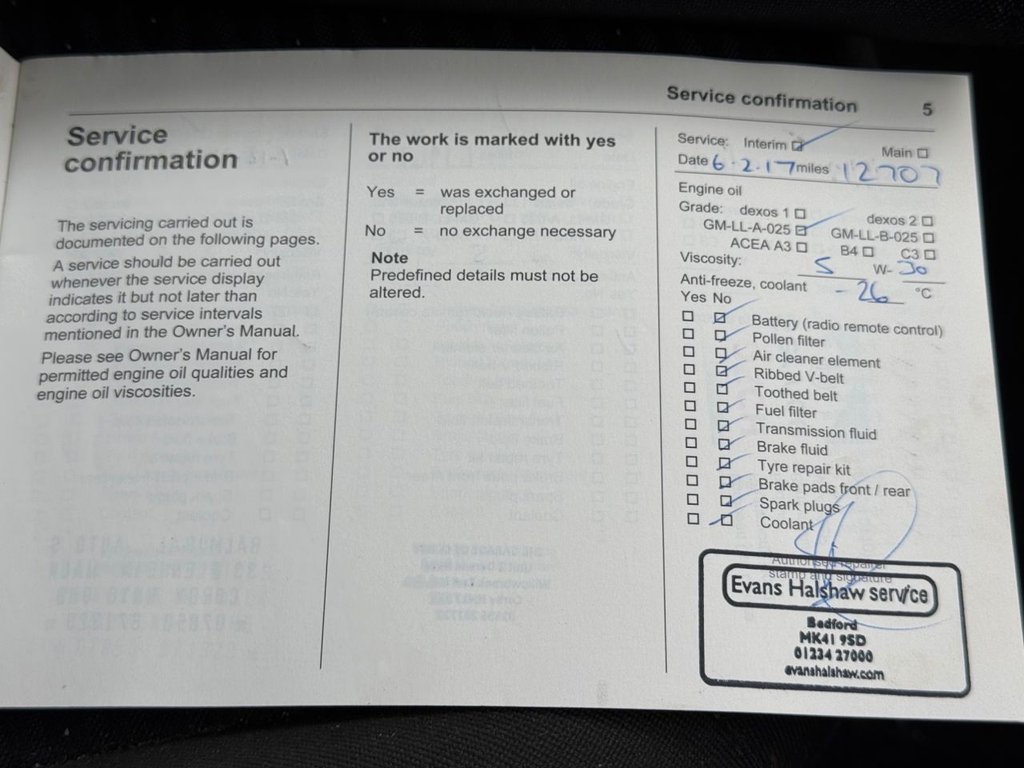 Service confirmation 5
Service
confirmation
The servicing carried out is
documented on the following pages.
A service should be carried out
whenever the service display
indicates it but not later than
according to service intervals
mentioned in the Owner's Manual.
Please see Owner's Manual for
permitted engine oil qualities and
engine oil viscosities.
The work is marked with yes
or no
Yes = was exchanged or
replaced
No = no exchange necessary
Note
Predefined details must not be
altered.
Service: Interim ☑ Main ☐
Date 6.2.17 miles 12707
Engine oil
Grade: dexos 1 ☐ dexos 2 ☐
GM-LL-A-025 ☑ GM-LL-B-025 ☐
ACEA A3 ☐ B4 ☐ C3 ☐
Viscosity: 5 W- 30
Anti-freeze, coolant -26 °C
Yes No
☐ ☑ Battery (radio remote control)
☐ ☑ Pollen filter
☐ ☑ Air cleaner element
☐ ☑ Ribbed V-belt
☐ ☑ Toothed belt
☐ ☑ Fuel filter
☐ ☑ Transmission fluid
☐ ☑ Brake fluid
☐ ☑ Tyre repair kit
☐ ☑ Brake pads front / rear
☐ ☑ Spark plugs
☐ ☑ Coolant
Authorised repairer
stamp and signature
Evans Halshaw service
Bedford
MK41 9SD
01234 27000
evanshalshaw.com